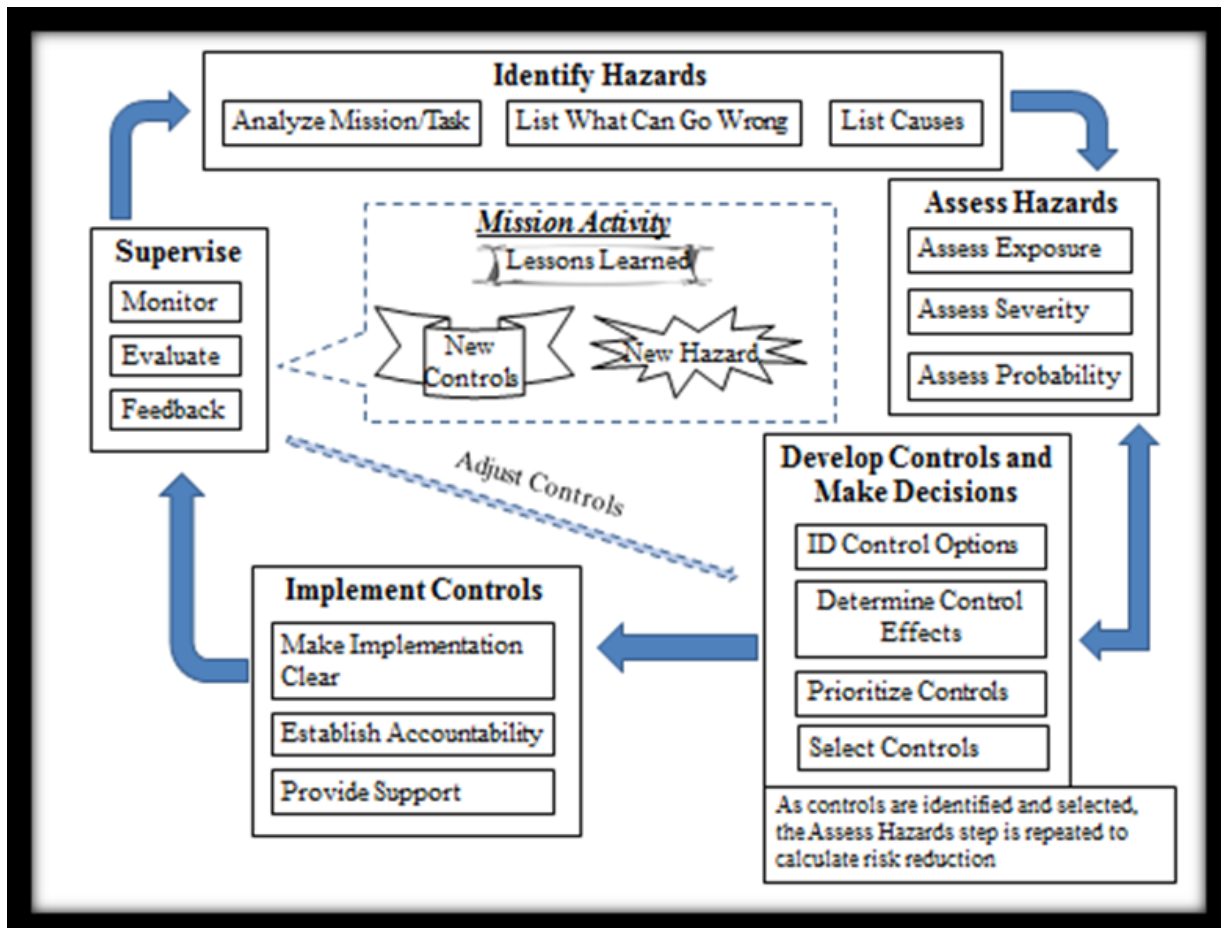 Identify Hazards
Analyze Mission/Task
List What Can Go Wrong
List Causes
Assess Hazards
Assess Exposure
Assess Severity
Assess Probability
Develop Controls and
Make Decisions
ID Control Options
Determine Control
Effects
Prioritize Controls
Select Controls
As controls are identified and selected,
the Assess Hazards step is repeated to
calculate risk reduction
Implement Controls
Make Implementation
Clear
Establish Accountability
Provide Support
Supervise
Monitor
Evaluate
Feedback
Mission Activity
Lessons Learned
New
Controls
New Hazard
Adjust Controls